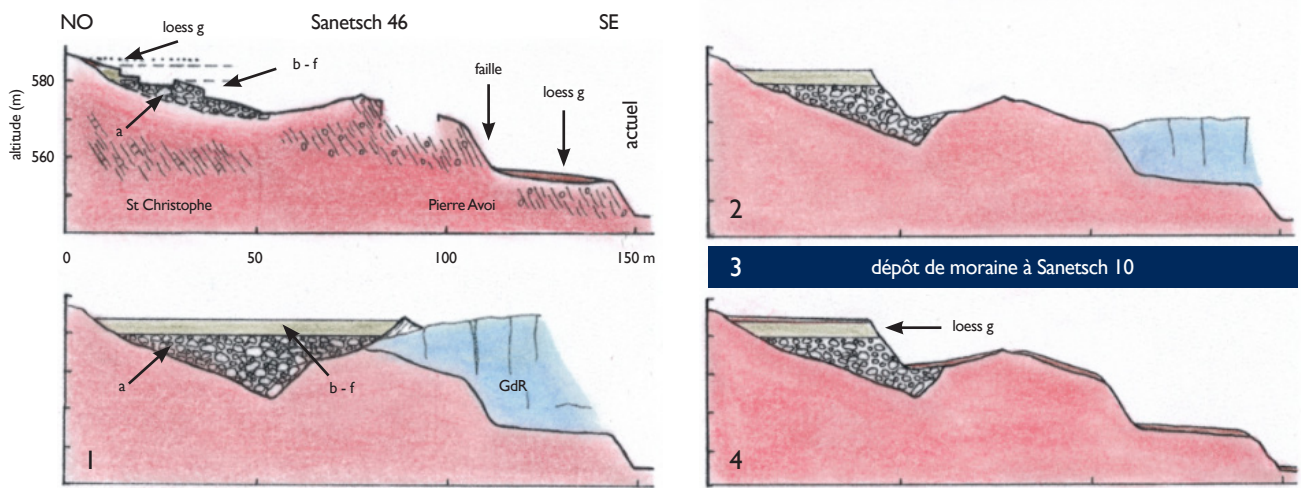 NO Sanetsch 46 SE
loess g
b - f
580
a
faille
loess g
actuel
altitude (m)
560
St Christophe
Pierre Avoi
0 50 100 150 m
2
3 dépôt de moraine à Sanetsch 10
a
b - f
GdR
1
loess g
4